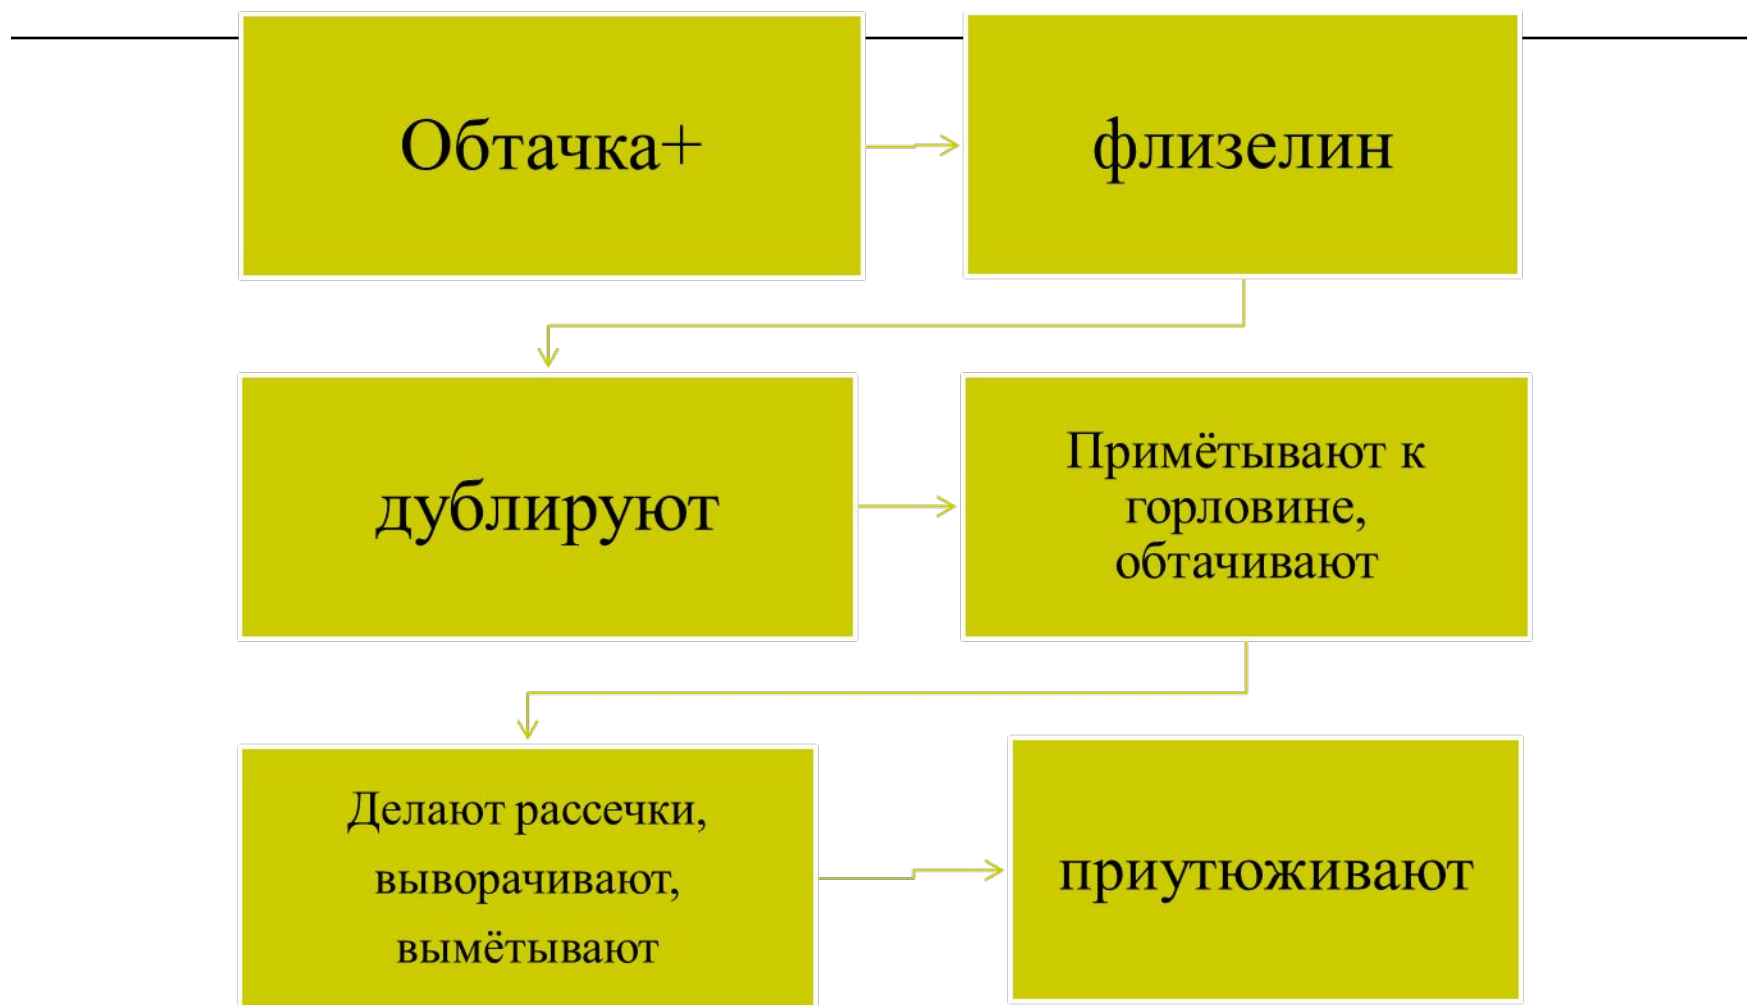 Обтачка+
флизелин
дублируют
Примётывают к
горловине,
обтачивают
Делают рассечки,
выворачивают,
вымётывают
приутюживают